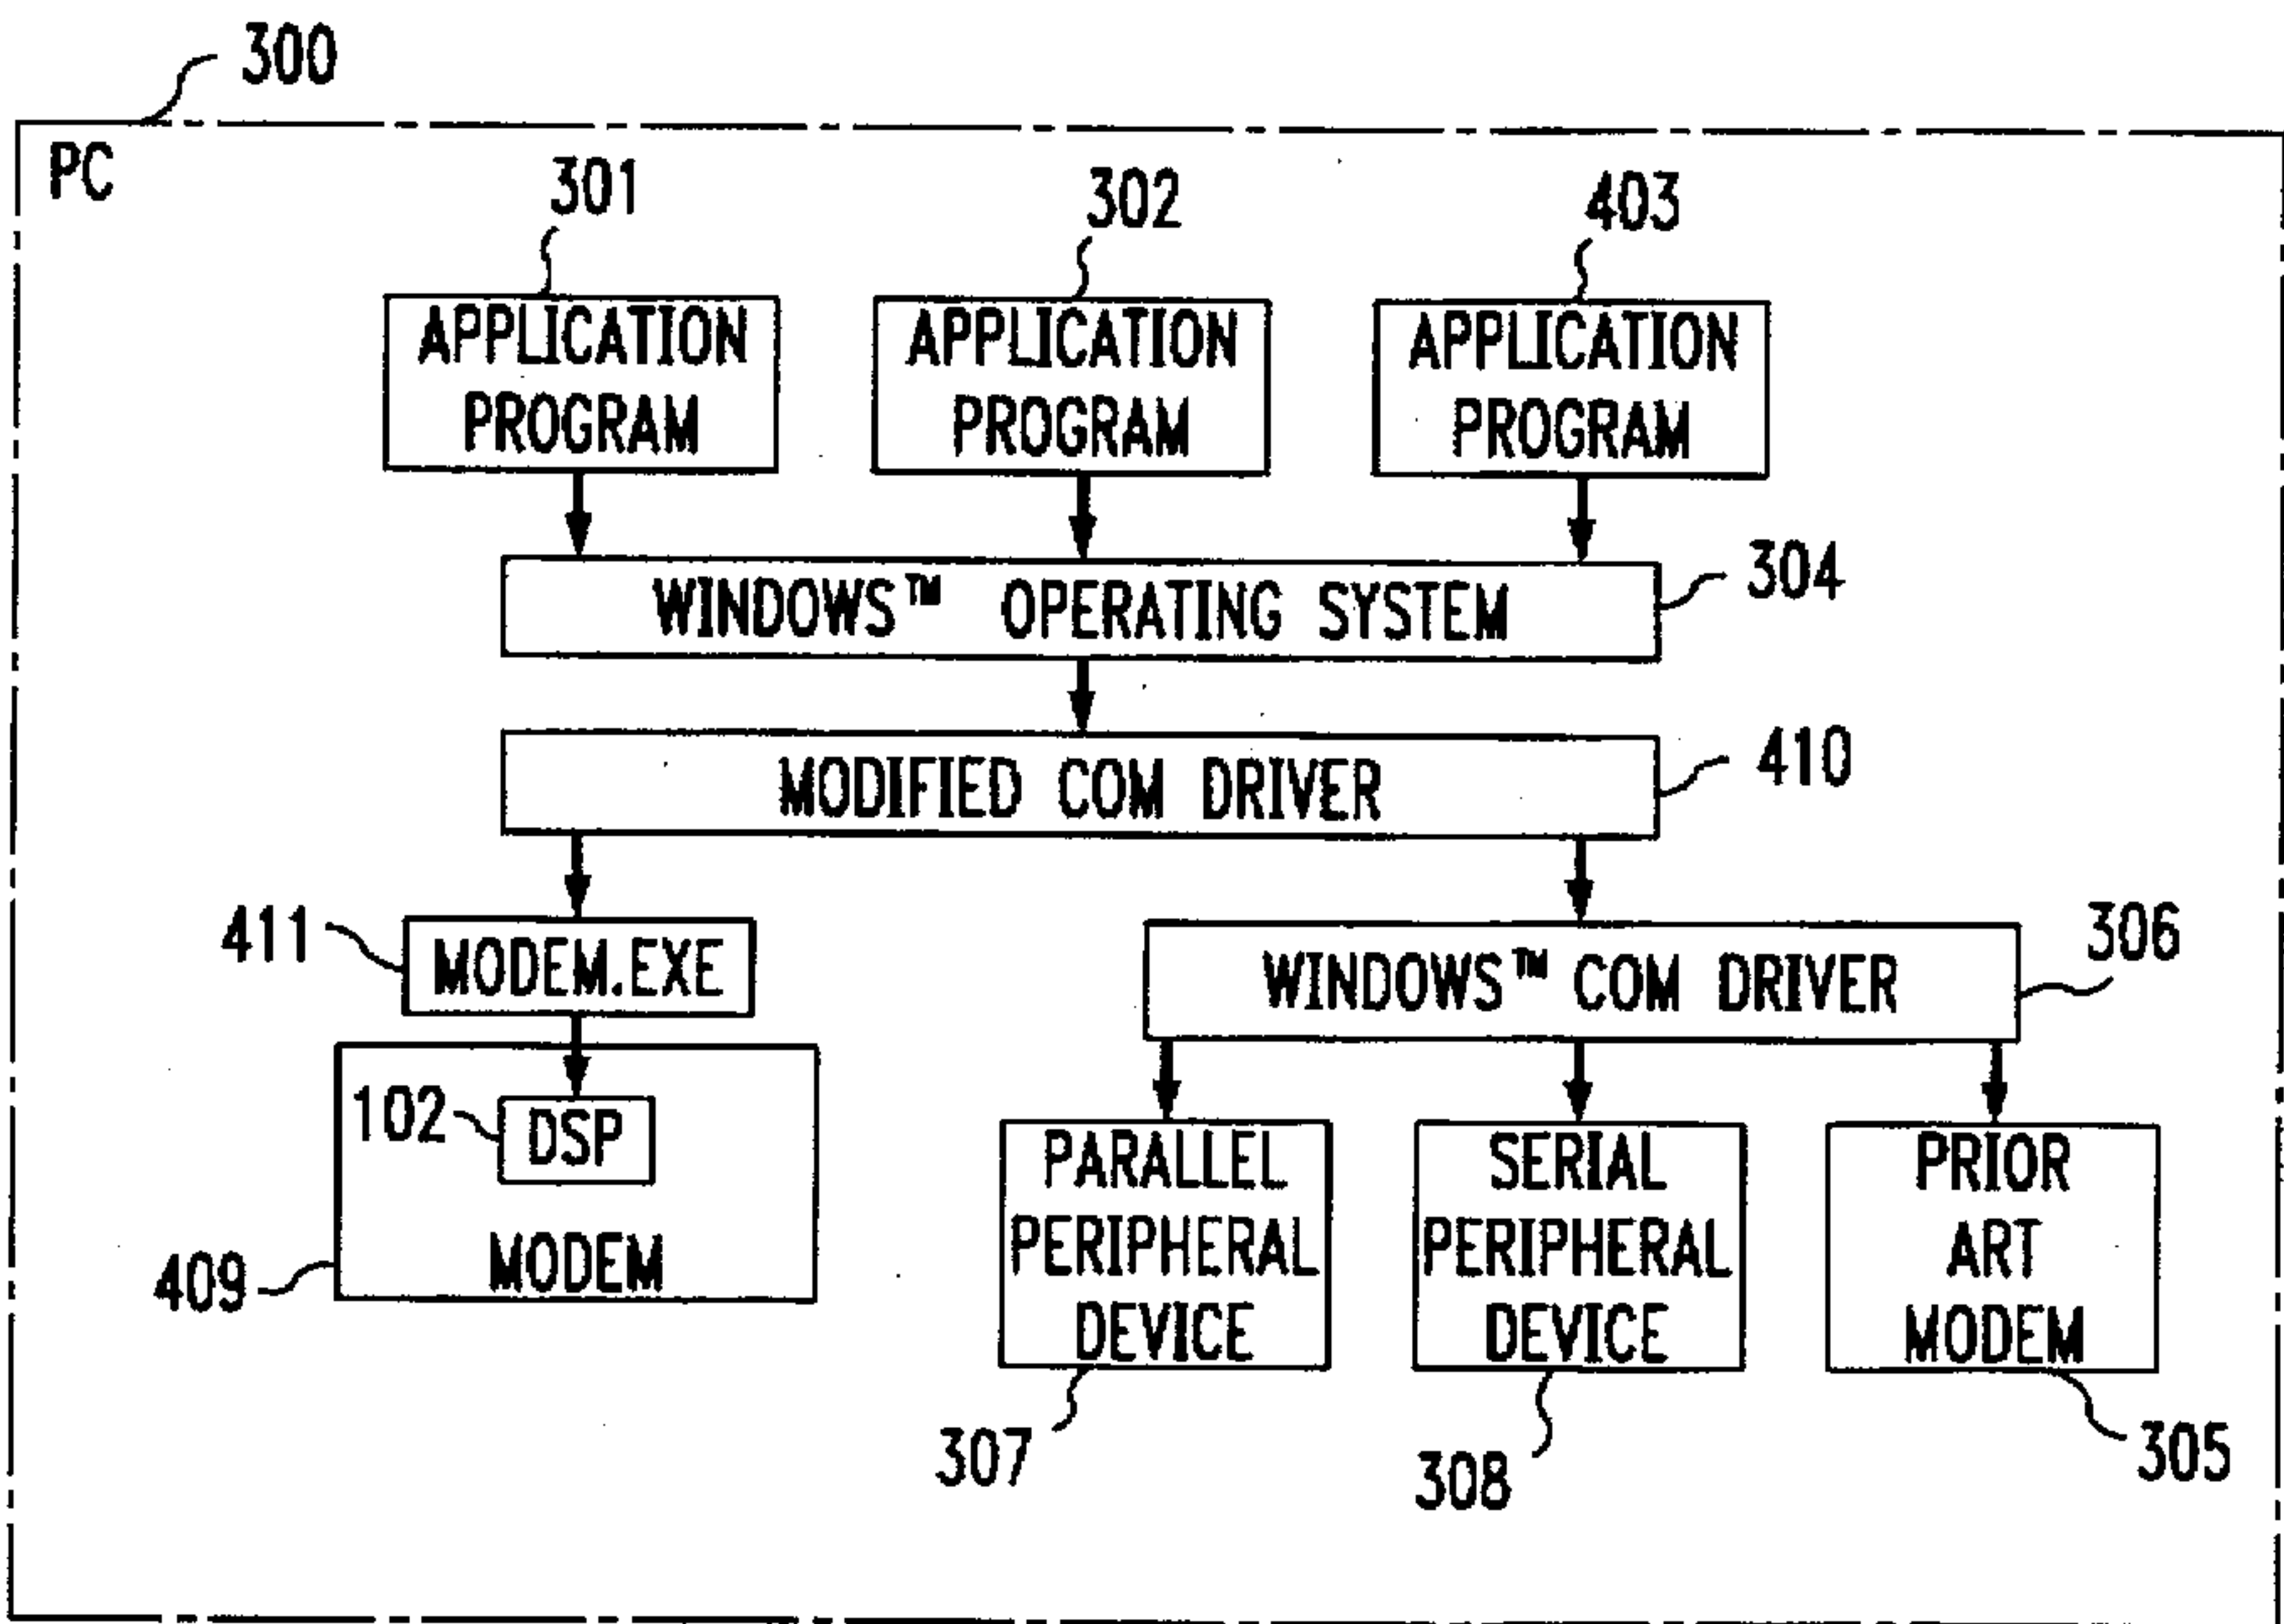 300
PC
301
302
403
APPLICATION
PROGRAM
APPLICATION
PROGRAM
APPLICATION
PROGRAM
WINDOWS™ OPERATING SYSTEM
304
MODIFIED COM DRIVER
410
411
MODEM.EXE
WINDOWS™ COM DRIVER
306
102
DSP
MODEM
409
PARALLEL
PERIPHERAL
DEVICE
SERIAL
PERIPHERAL
DEVICE
PRIOR
ART
MODEM
307
308
305